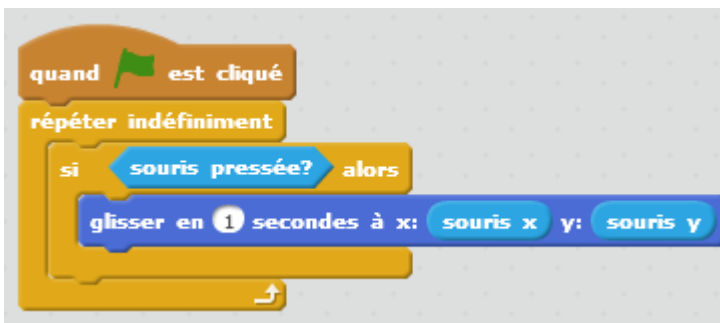 quand est cliqué
répéter indéfiniment
si souris pressée? alors
glisser en 1 secondes à x: souris x y: souris y